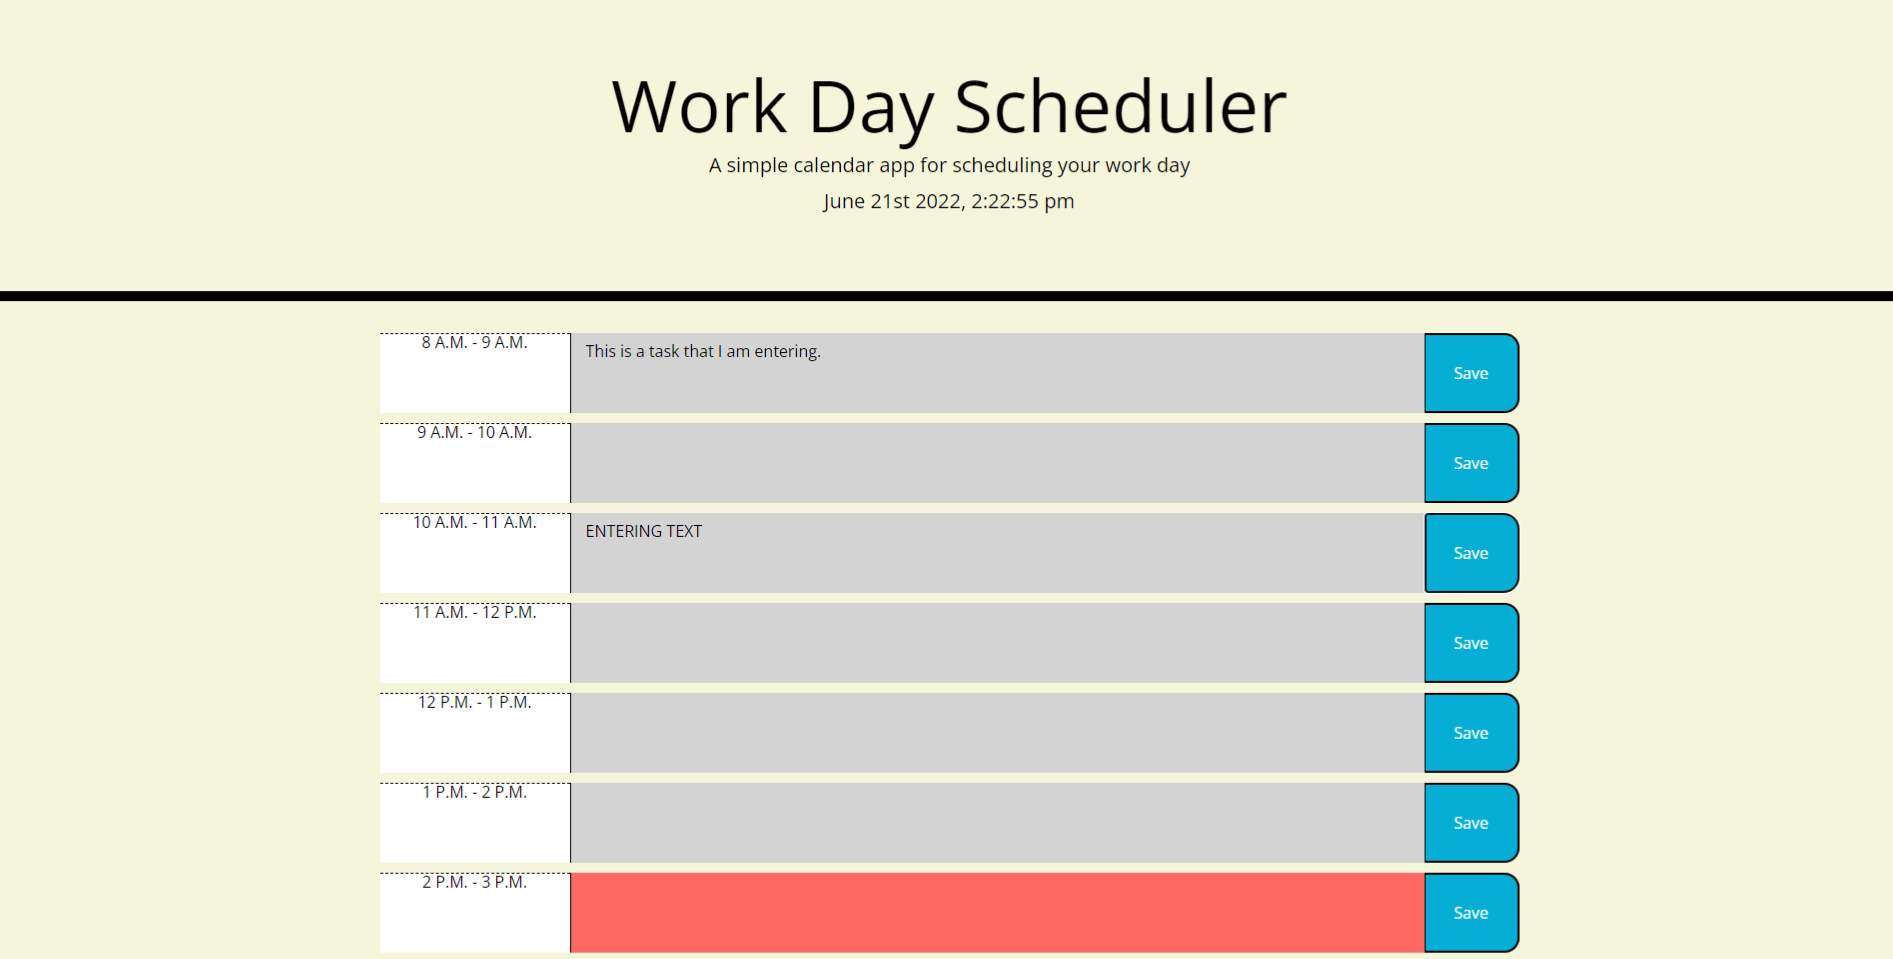 Work Day Scheduler
A simple calendar app for scheduling your work day
June 21st 2022, 2:22:55 pm
8 A.M. - 9 A.M.
This is a task that I am entering.
Save
9 A.M. - 10 A.M.
Save
10 A.M. - 11 A.M.
ENTERING TEXT
Save
11 A.M. - 12 P.M.
Save
12 P.M. - 1 P.M.
Save
1 P.M. - 2 P.M.
Save
2 P.M. - 3 P.M.
Save